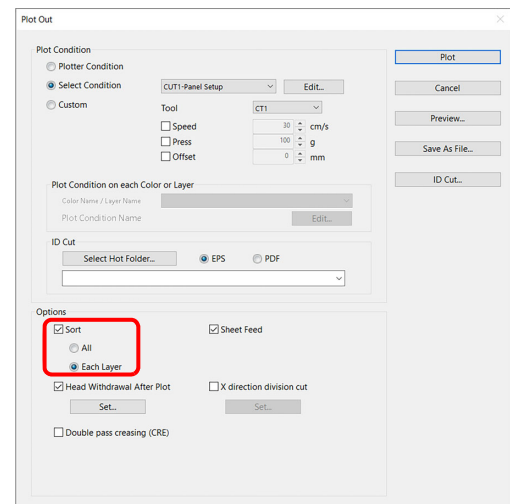 Plot Out
Plot Condition
Plotter Condition
Select Condition
CUT1-Panel Setup
Edit...
Custom
Tool
CT1
Speed
30
cm/s
Press
100
g
Offset
0
mm
Plot Condition on each Color or Layer
Color Name / Layer Name
Plot Condition Name
Edit...
ID Cut
Select Hot Folder...
EPS
PDF
Options
Sort
Sheet Feed
All
Each Layer
Head Withdrawal After Plot
X direction division cut
Set...
Set...
Double pass creasing (CRE)
Plot
Cancel
Preview...
Save As File...
ID Cut...